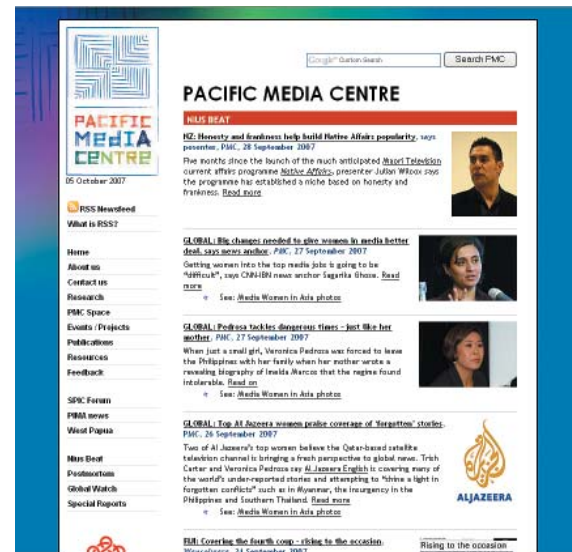 PACIFIC
MEDIA
CENTRE
05 October 2007
RSS Newsfeed
What is RSS?
Home
About us
Contact us
Research
PMC Space
Events / Projects
Publications
Resources
Feedback
SPIC Forum
PIMA news
West Papua
Nius Beat
Postmortem
Global Watch
Special Reports
Google™ Custom Search
Search PMC
PACIFIC MEDIA CENTRE
NIUS BEAT
NZ: Honesty and frankness help build Native Affairs popularity, says
presenter, PMC, 28 September 2007
Five months since the launch of the much anticipated Maori Television
current affairs programme Native Affairs, presenter Julian Wilcox says
the programme has established a niche based on honesty and
frankness. Read more
GLOBAL: Big changes needed to give women in media better
deal, says news anchor, PMC, 27 September 2007
Getting women into the top media jobs is going to be
"difficult", says CNN-IBN news anchor Sagarika Ghose. Read
more
See: Media Women in Asia photos
GLOBAL: Pedrosa tackles dangerous times - just like her
mother, PMC, 27 September 2007
When just a small girl, Veronica Pedrosa was forced to leave
the Philippines with her family when her mother wrote a
revealing biography of Imelda Marcos that the regime found
intolerable. Read on
See: Media Women in Asia photos
GLOBAL: Top Al Jazeera women praise coverage of 'forgotten' stories,
PMC, 26 September 2007
Two of Al Jazeera's top women believe the Qatar-based satellite
television channel is bringing a fresh perspective to global news. Trish
Carter and Veronica Pedrosa say Al Jazeera English is covering many of
the world's under-reported stories and attempting to "shine a light in
forgotten conflicts" such as in Myanmar, the insurgency in the
Philippines and Southern Thailand. Read more
See: Media Women in Asia photos
ALJAZEERA
FIJI: Covering the fourth coup - rising to the occasion,
24 September 2007
Rising to the occasion